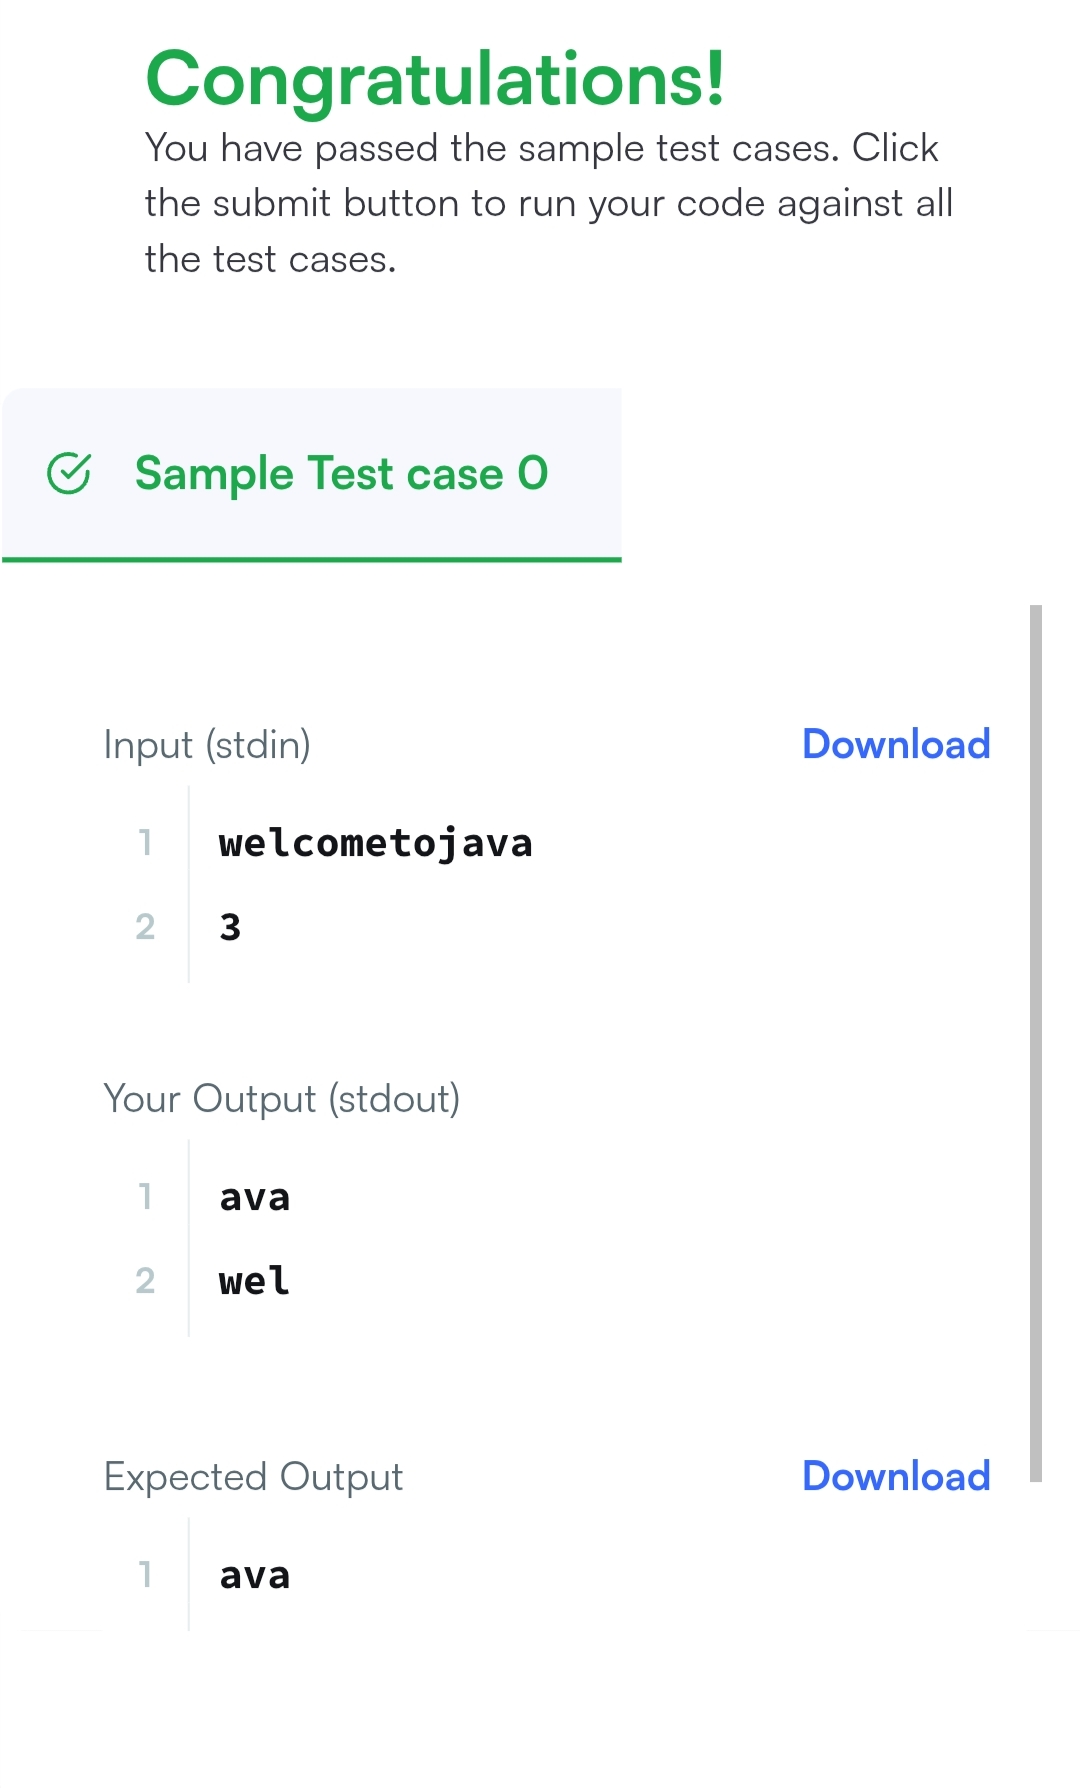 Congratulations!
You have passed the sample test cases. Click
the submit button to run your code against all
the test cases.
Sample Test case 0
Input (stdin)
Download
1 welcometojava
2 3
Your Output (stdout)
1 ava
2 wel
Expected Output
Download
1 ava